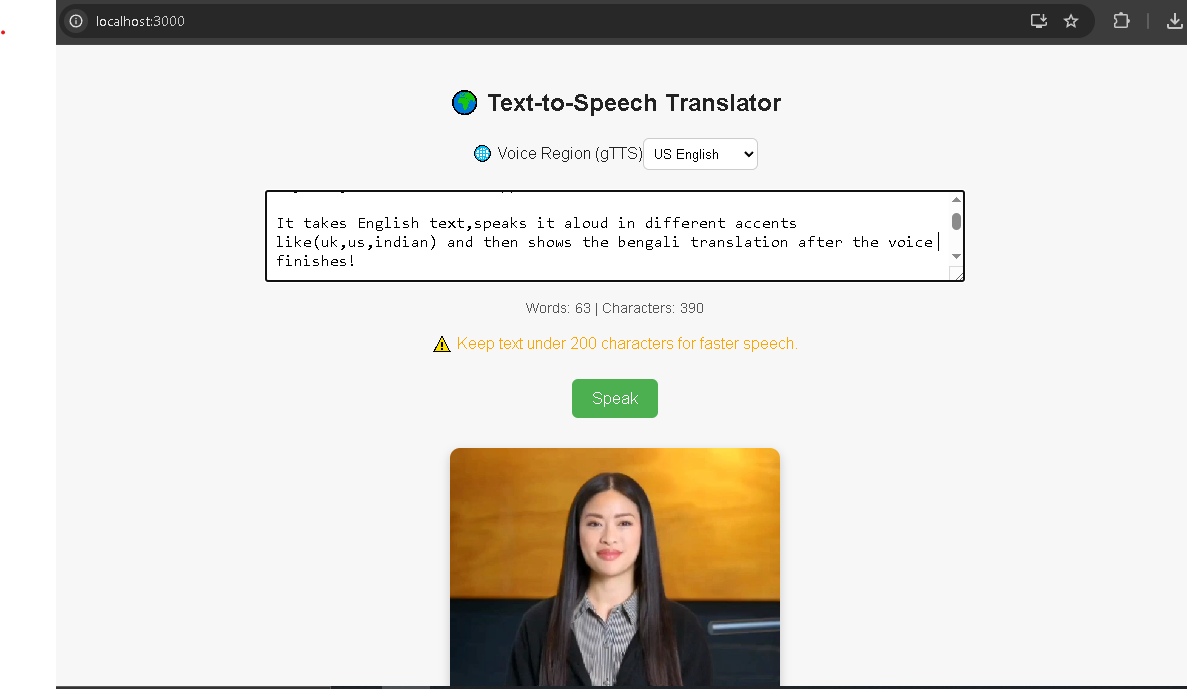 localhost:3000
Text-to-Speech Translator
Voice Region (gTTS) US English
It takes English text,speaks it aloud in different accents
like(uk,us,indian) and then shows the bengali translation after the voice
finishes!
Words: 63 | Characters: 390
Keep text under 200 characters for faster speech.
Speak